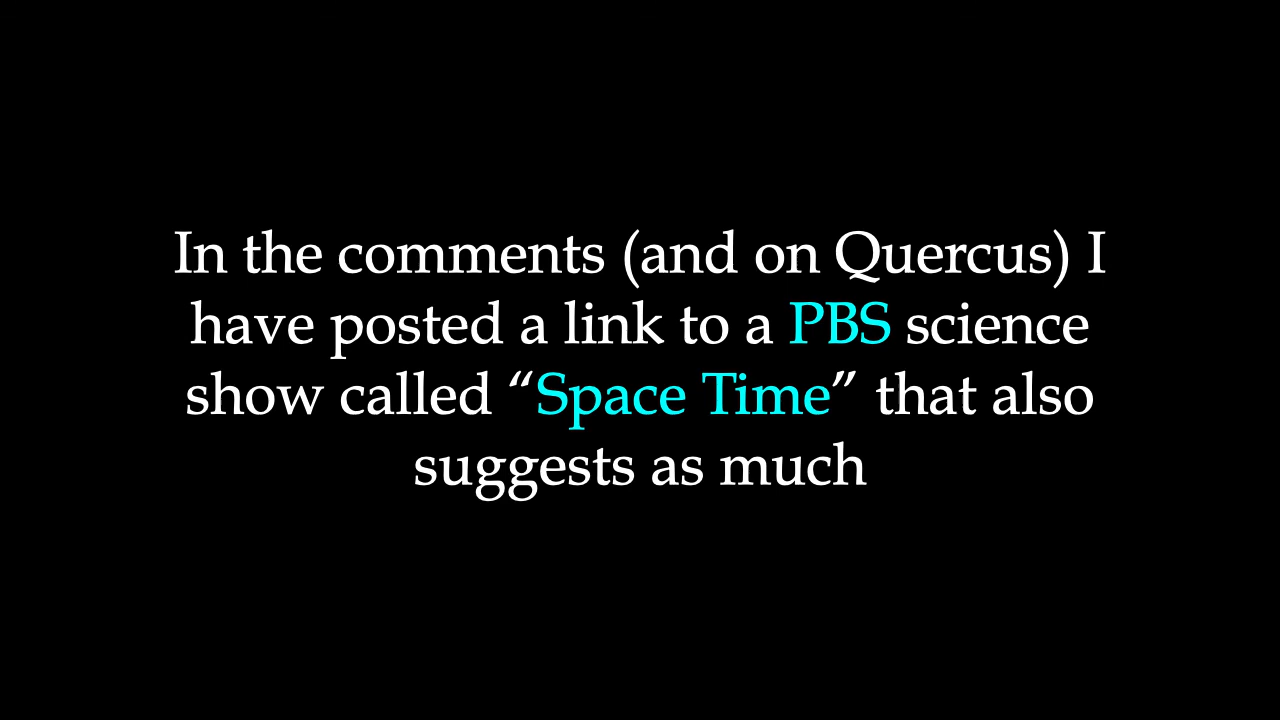 In the comments (and on Quercus) I
have posted a link to a PBS science
show called “Space Time” that also
suggests as much